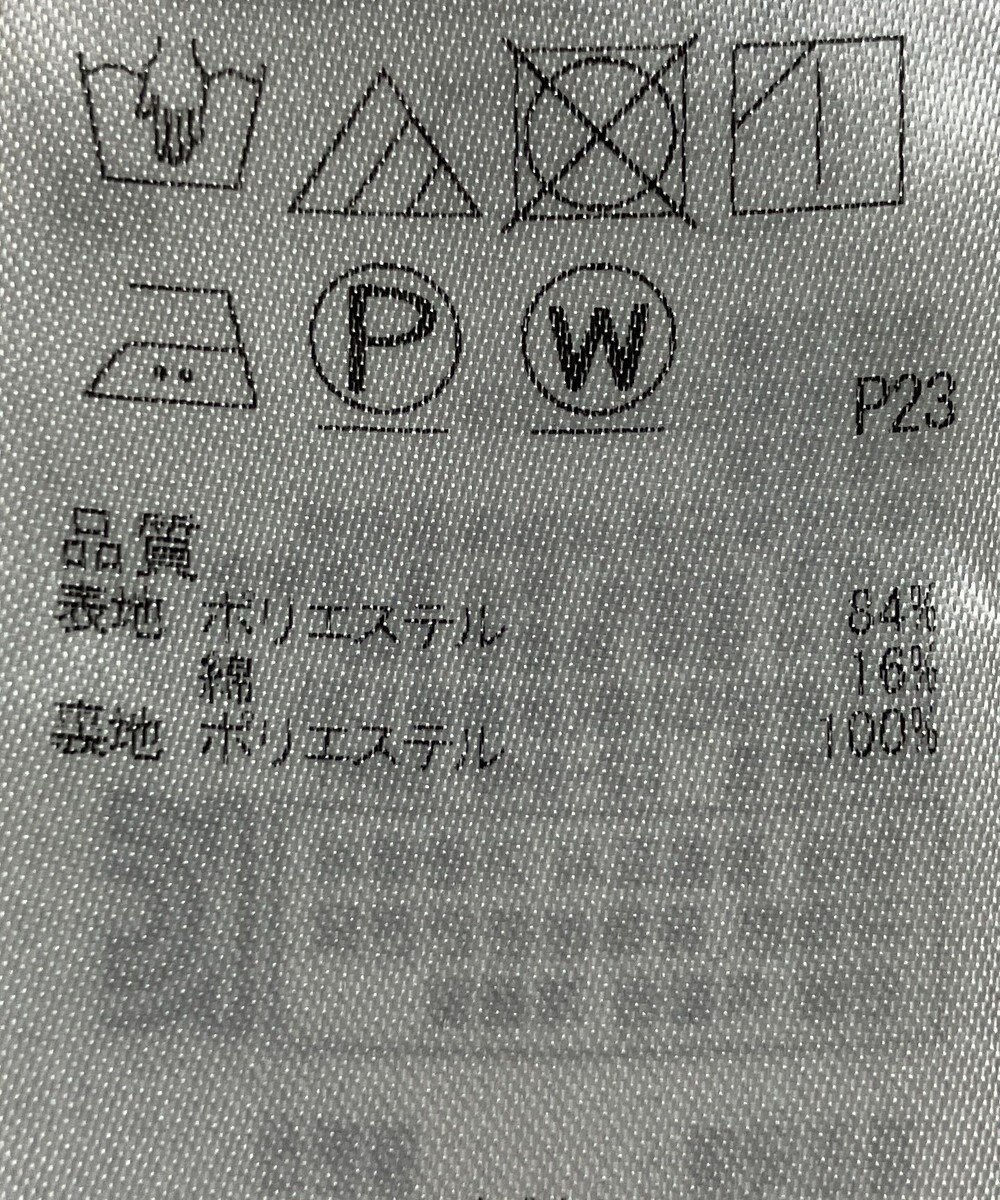 P W
P23
品質
表地 ポリエステル 84%
綿 16%
裏地 ポリエステル 100%